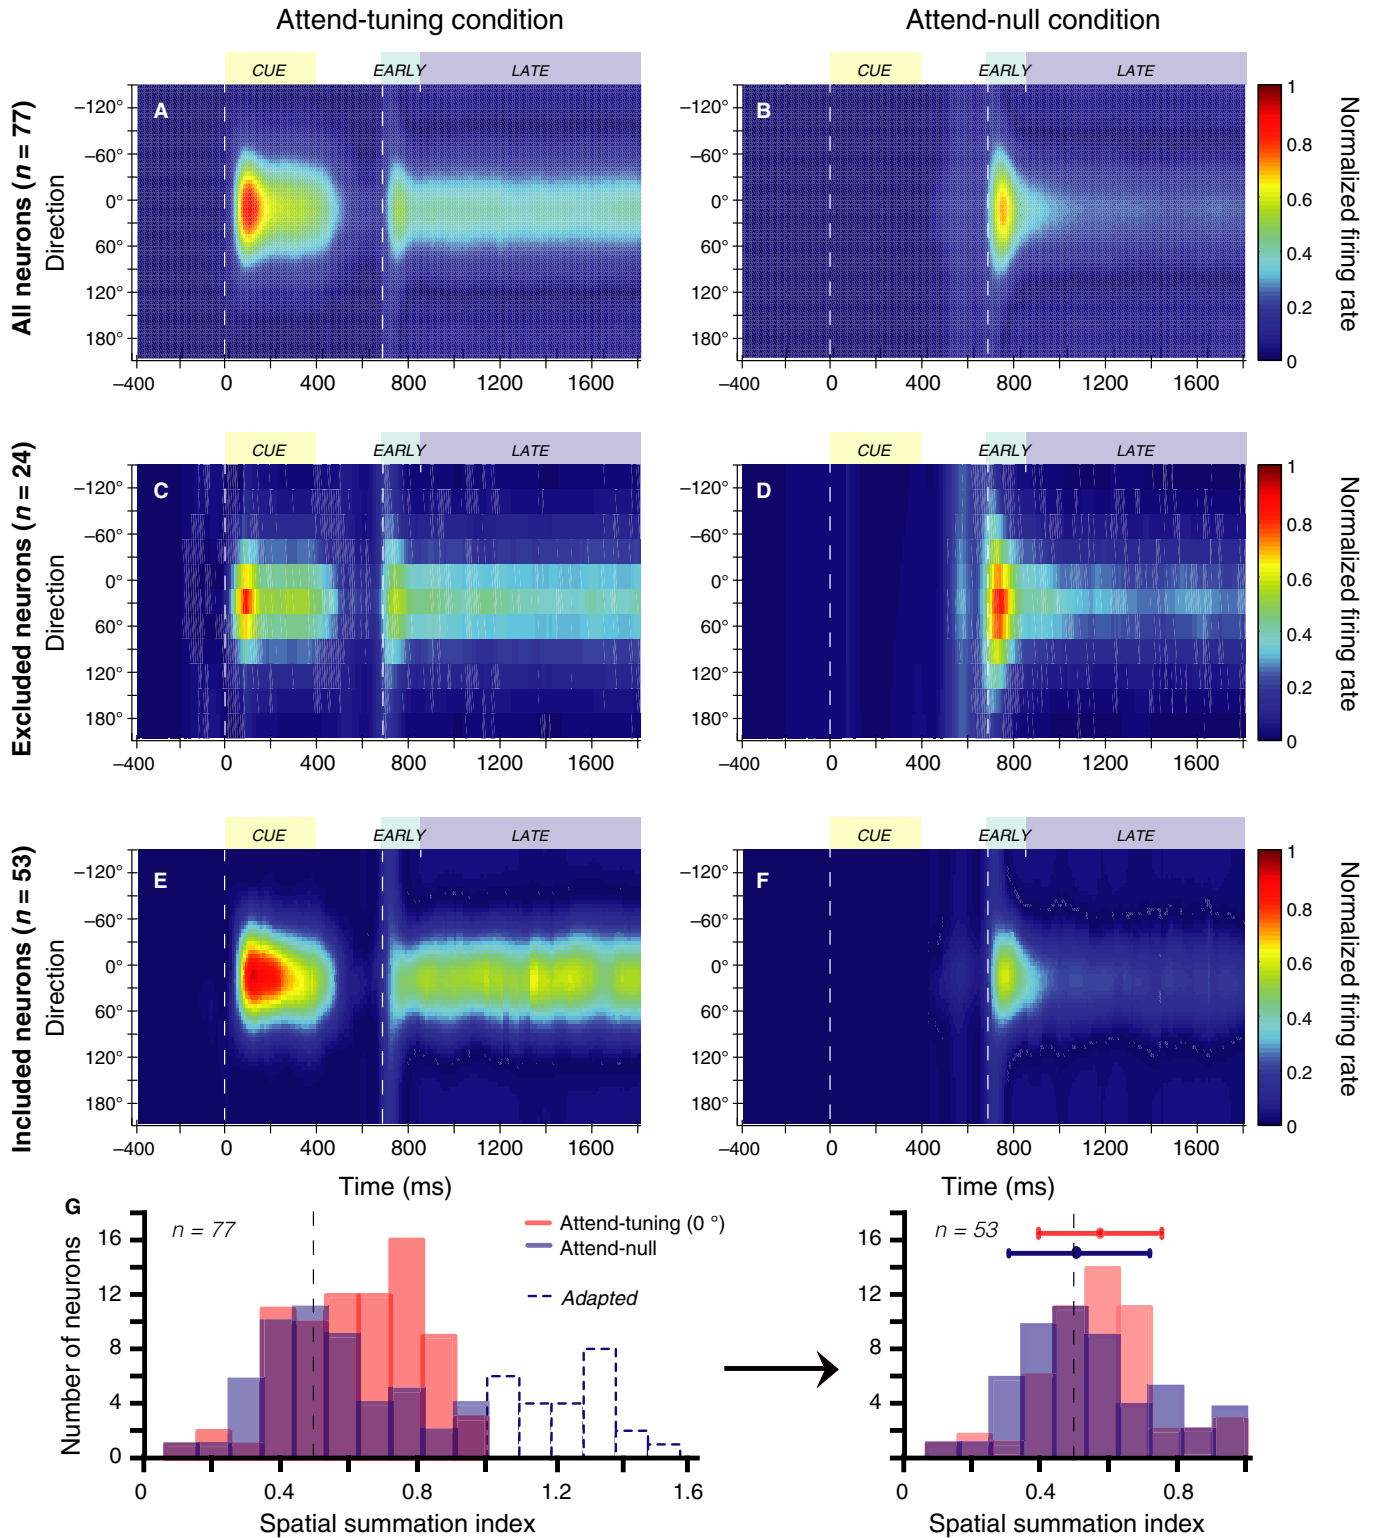 Attend-tuning condition
Attend-null condition
CUE EARLY LATE
CUE EARLY LATE
All neurons (n = 77)
Direction
A
−120°
−60°
0°
60°
120°
180°
−400 0 400 800 1200 1600
B
−120°
−60°
0°
60°
120°
180°
−400 0 400 800 1200 1600
1
0.8
0.6
0.4
0.2
0
Normalized firing rate
CUE EARLY LATE
CUE EARLY LATE
Excluded neurons (n = 24)
Direction
C
−120°
−60°
0°
60°
120°
180°
−400 0 400 800 1200 1600
D
−120°
−60°
0°
60°
120°
180°
−400 0 400 800 1200 1600
1
0.8
0.6
0.4
0.2
0
Normalized firing rate
CUE EARLY LATE
CUE EARLY LATE
Included neurons (n = 53)
Direction
E
−120°
−60°
0°
60°
120°
180°
−400 0 400 800 1200 1600
Time (ms)
F
−120°
−60°
0°
60°
120°
180°
−400 0 400 800 1200 1600
Time (ms)
1
0.8
0.6
0.4
0.2
0
Normalized firing rate
G
n = 77
Attend-tuning (0 °)
Attend-null
Adapted
Number of neurons
16
12
8
4
0
0 0.4 0.8 1.2 1.6
Spatial summation index
n = 53
16
12
8
4
0 0.4 0.8
Spatial summation index